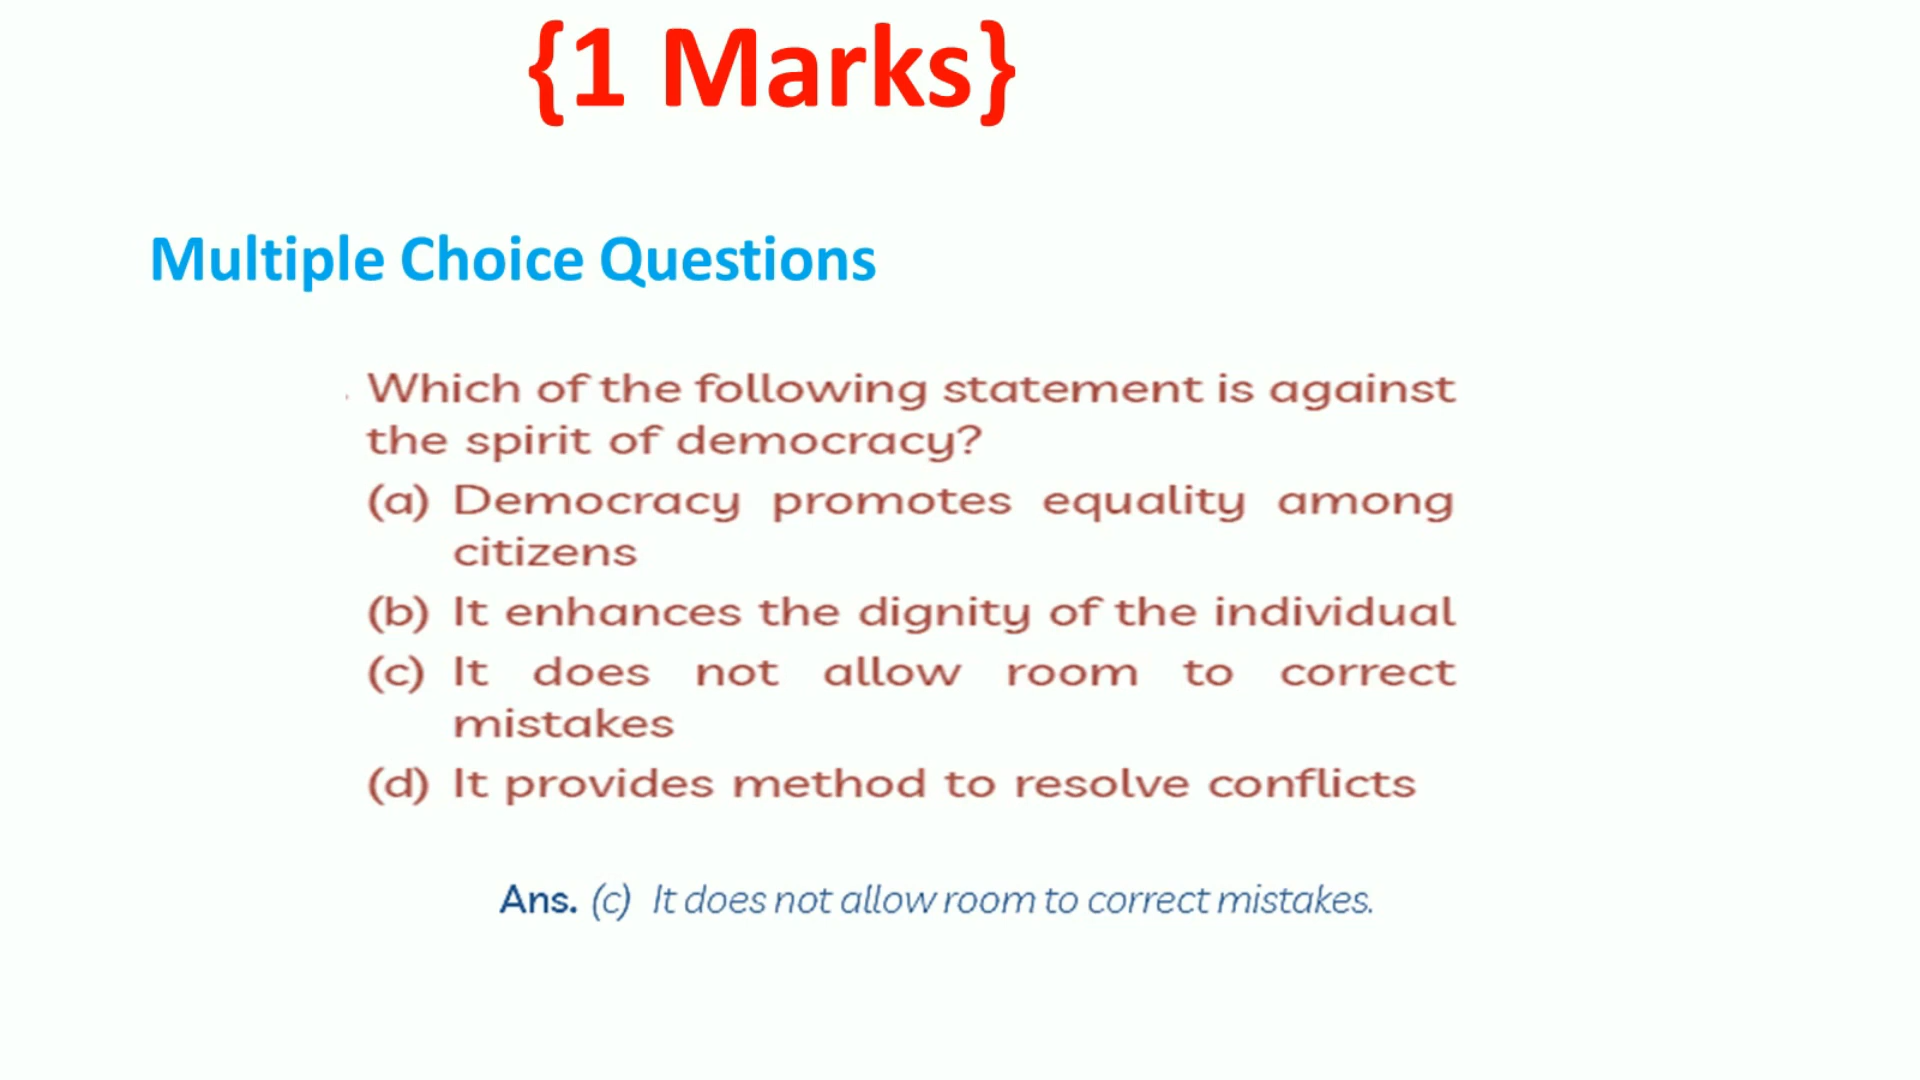 {1 Marks}
Multiple Choice Questions
Which of the following statement is against
the spirit of democracy?
(a) Democracy promotes equality among
citizens
(b) It enhances the dignity of the individual
(c) It does not allow room to correct
mistakes
(d) It provides method to resolve conflicts
Ans. (c) It does not allow room to correct mistakes.